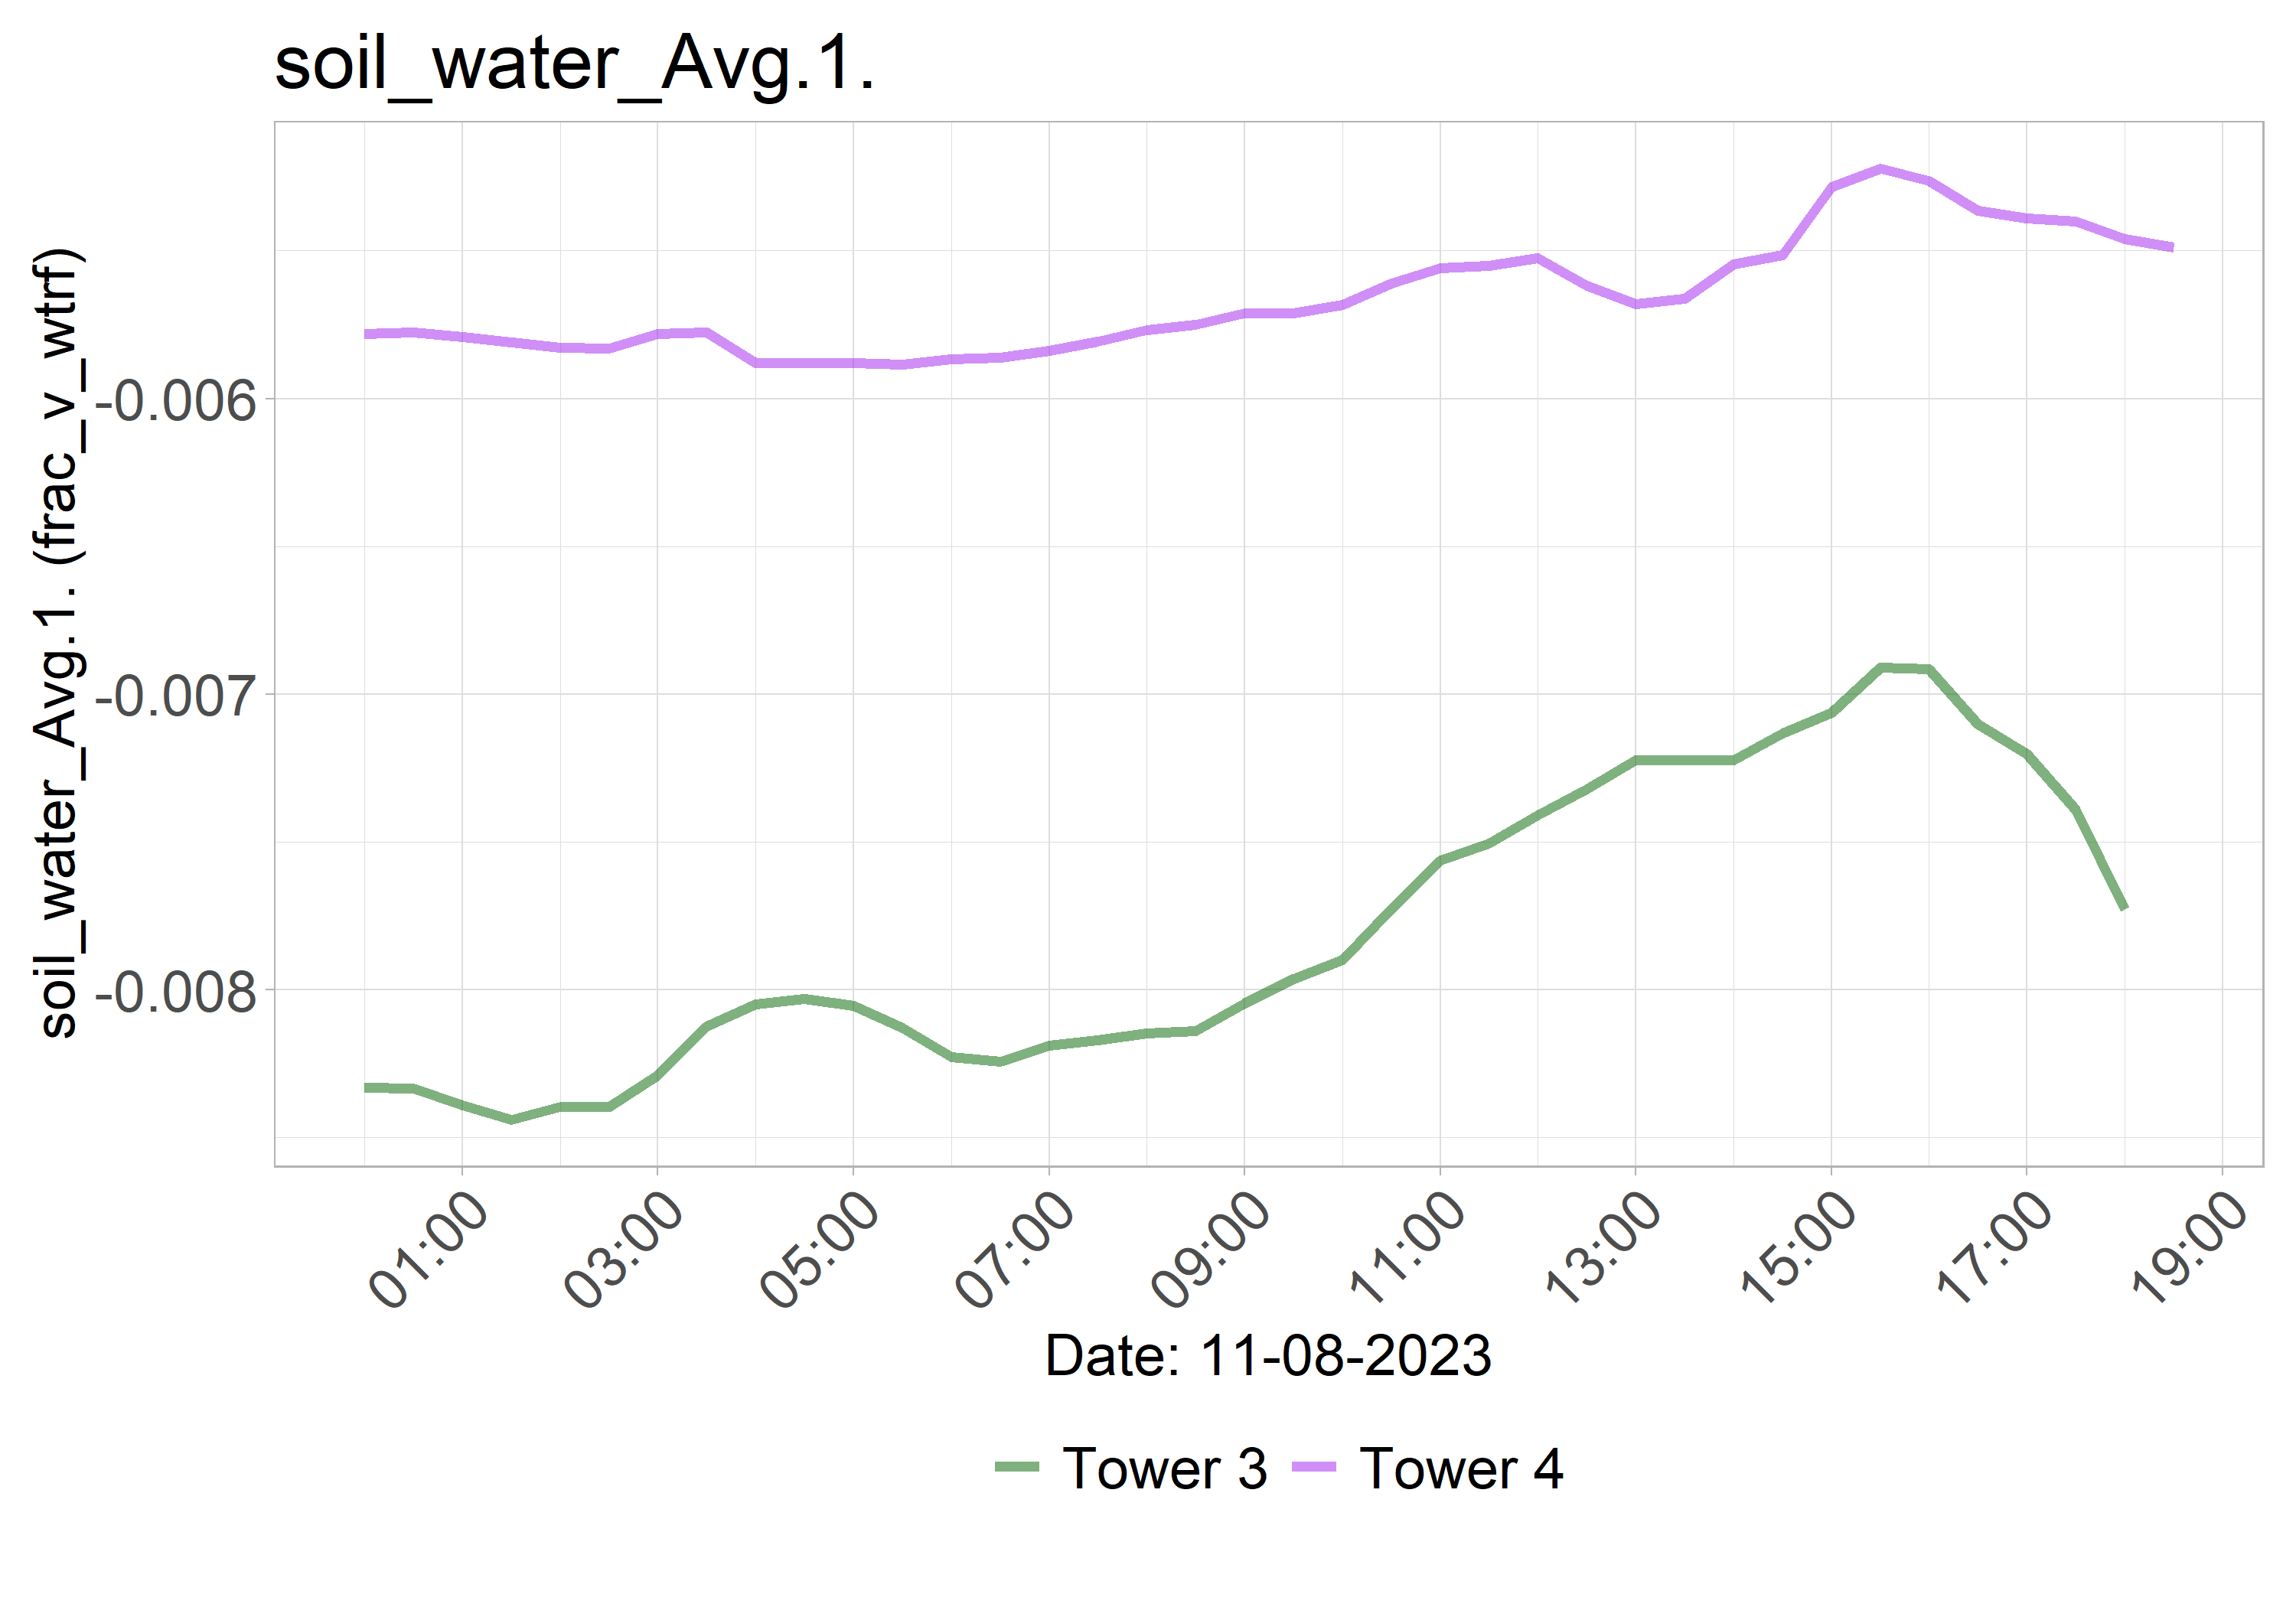 soil_water_Avg.1.
soil_water_Avg.1. (frac_v_wtrf)
-0.006
-0.007
-0.008
01:00
03:00
05:00
07:00
09:00
11:00
13:00
15:00
17:00
19:00
Date: 11-08-2023
Tower 3
Tower 4